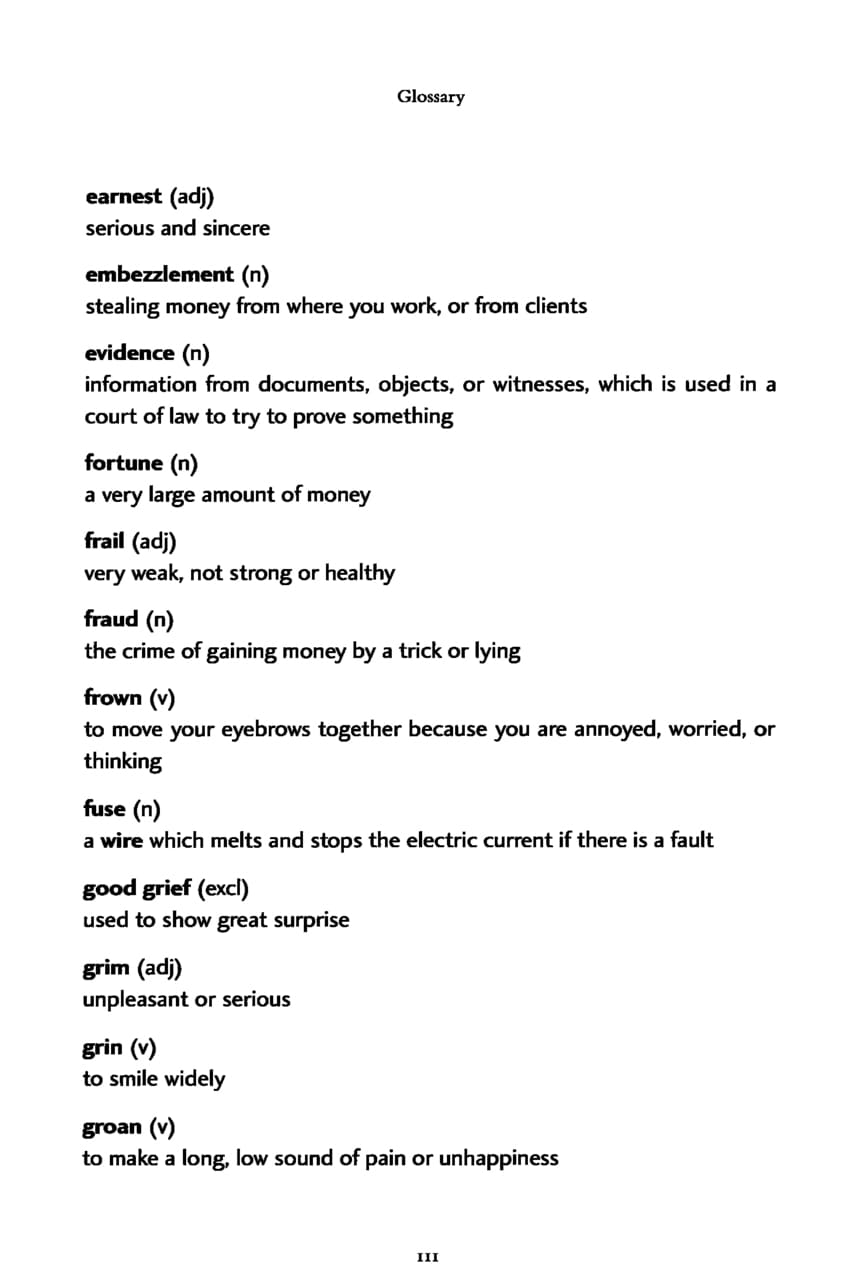 Glossary
earnest (adj)
serious and sincere
embezzlement (n)
stealing money from where you work, or from clients
evidence (n)
information from documents, objects, or witnesses, which is used in a
court of law to try to prove something
fortune (n)
a very large amount of money
frail (adj)
very weak, not strong or healthy
fraud (n)
the crime of gaining money by a trick or lying
frown (v)
to move your eyebrows together because you are annoyed, worried, or
thinking
fuse (n)
a wire which melts and stops the electric current if there is a fault
good grief (excl)
used to show great surprise
grim (adj)
unpleasant or serious
grin (v)
to smile widely
groan (v)
to make a long, low sound of pain or unhappiness
111